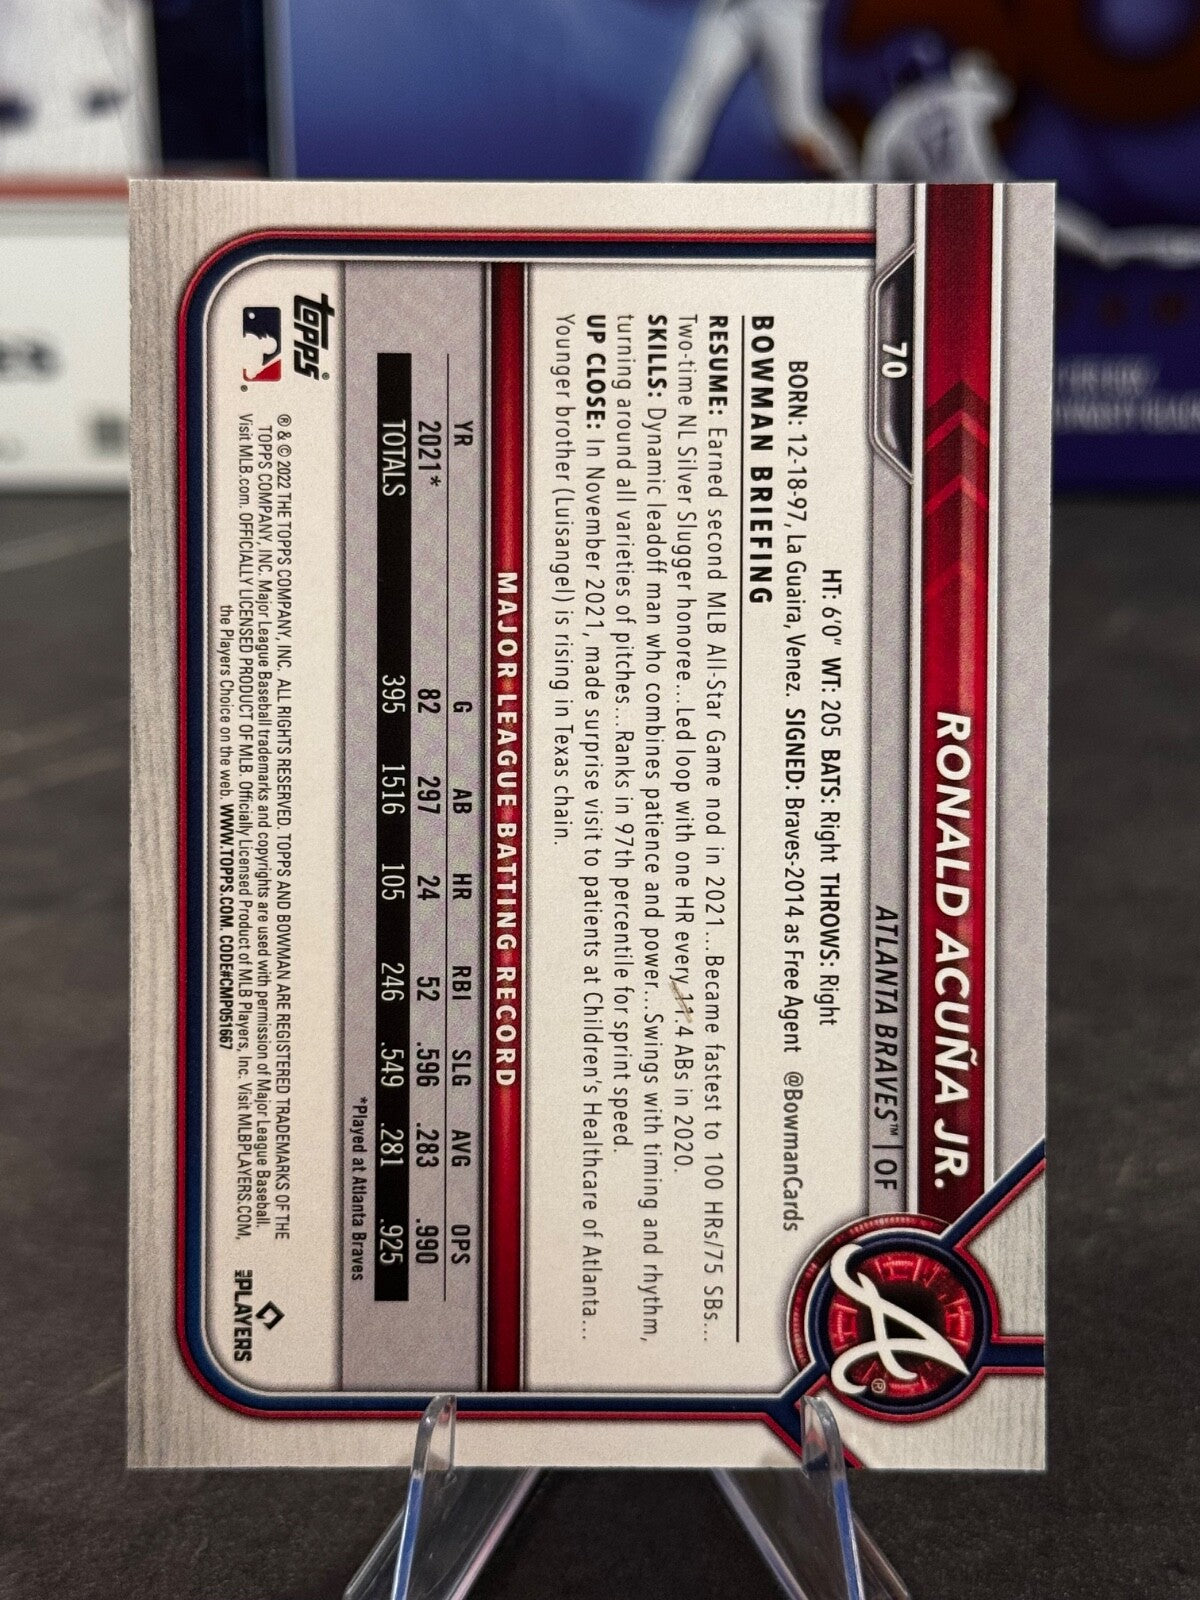 70
RONALD ACUÑA JR.
ATLANTA BRAVES™ | OF
A®
HT: 6'0" WT: 205 BATS: Right THROWS: Right
BORN: 12-18-97, La Guaira, Venez. SIGNED: Braves-2014 as Free Agent @BowmanCards
BOWMAN BRIEFING
RESUME: Earned second MLB All-Star Game nod in 2021...Became fastest to 100 HRs/75 SBs...
Two-time NL Silver Slugger honoree...Led loop with one HR every 11.4 ABs in 2020.
SKILLS: Dynamic leadoff man who combines patience and power...Swings with timing and rhythm,
turning around all varieties of pitches...Ranks in 97th percentile for sprint speed.
UP CLOSE: In November 2021, made surprise visit to patients at Children's Healthcare of Atlanta...
Younger brother (Luisangel) is rising in Texas chain.
MAJOR LEAGUE BATTING RECORD
YR G AB HR RBI SLG AVG OPS
2021* 82 297 24 52 .596 .283 .990
TOTALS 395 1516 105 246 .549 .281 .925
*Played at Atlanta Braves
topps®
® & © 2022 THE TOPPS COMPANY, INC. ALL RIGHTS RESERVED. TOPPS AND BOWMAN ARE REGISTERED TRADEMARKS OF THE
TOPPS COMPANY, INC. Major League Baseball trademarks and copyrights are used with permission of Major League Baseball.
Visit MLB.com. OFFICIALLY LICENSED PRODUCT OF MLB. Officially Licensed Product of MLB Players, Inc. Visit MLBPLAYERS.COM,
the Players Choice on the web. WWW.TOPPS.COM. CODE#CMP051667
MLB PLAYERS